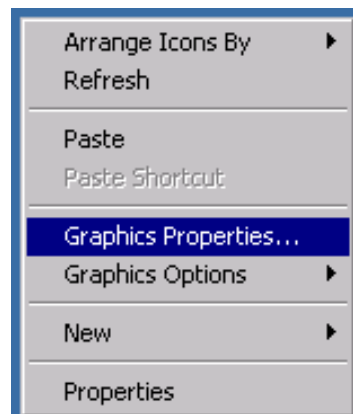 Arrange Icons By
Refresh
Paste
Paste Shortcut
Graphics Properties...
Graphics Options
New
Properties